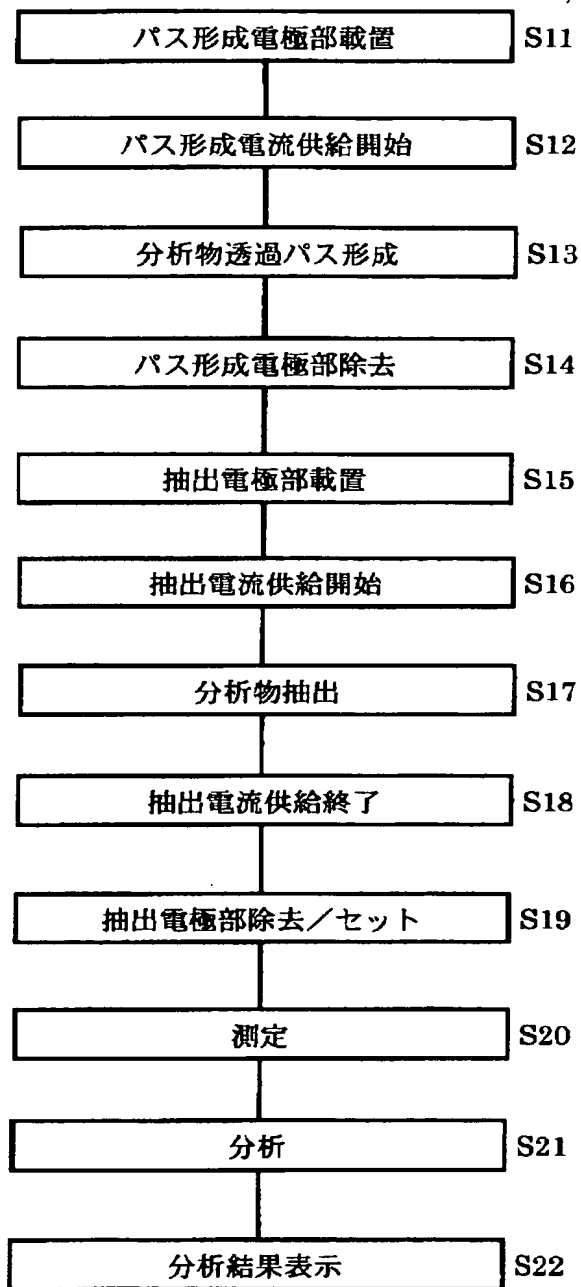 パス形成電極部載置 S11
パス形成電流供給開始 S12
分析物透過パス形成 S13
パス形成電極部除去 S14
抽出電極部載置 S15
抽出電流供給開始 S16
分析物抽出 S17
抽出電流供給終了 S18
抽出電極部除去／セット S19
測定 S20
分析 S21
分析結果表示 S22